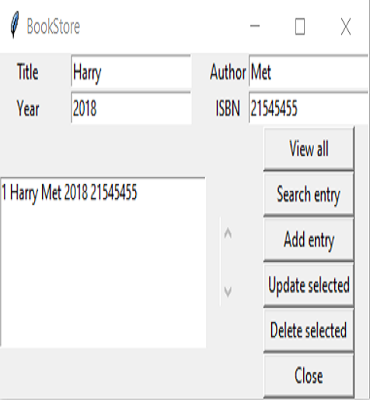 BookStore
Title Harry Author Met
Year 2018 ISBN 21545455
View all
1 Harry Met 2018 21545455
Search entry
Add entry
Update selected
Delete selected
Close